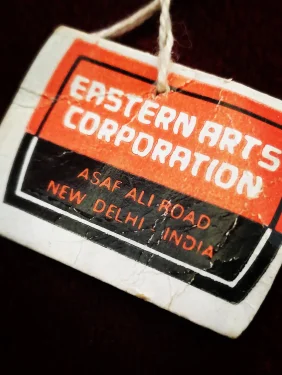 EASTERN ARTS
CORPORATION
ASAF ALI ROAD
NEW DELHI, INDIA